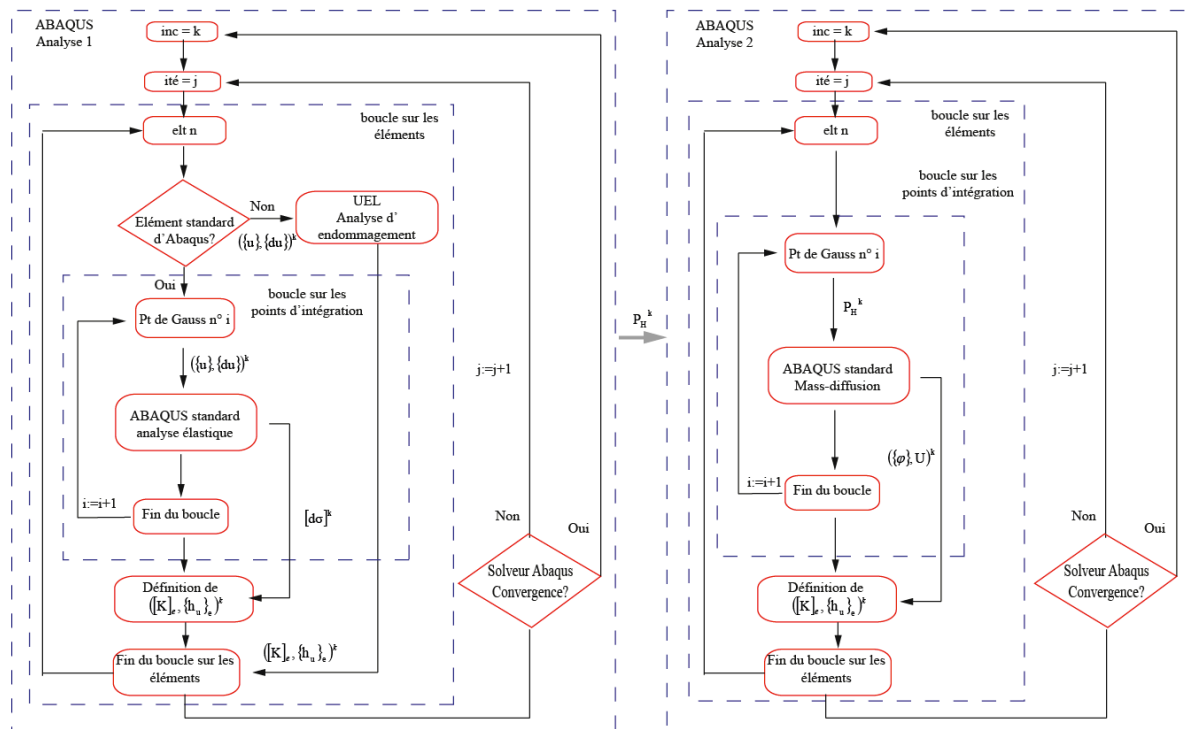 ABAQUS
Analyse 1
inc = k
ité = j
boucle sur les
éléments
elt n
Elément standard
d'Abaqus?
Non
({u},{du})^k
UEL
Analyse d'
endommagement
Oui
boucle sur les
points d'intégration
Pt de Gauss n° i
({u},{du})^k
ABAQUS standard
analyse élastique
i:=i+1
Fin du boucle
[dσ]^k
Définition de
([K]_e, {h_u}_e)^k
([K]_e, {h_u}_e)^k
Fin du boucle sur les
éléments
j:=j+1
Non
Oui
Solveur Abaqus
Convergence?
P_H^k
ABAQUS
Analyse 2
inc = k
ité = j
boucle sur les
éléments
elt n
boucle sur les
points d'intégration
Pt de Gauss n° i
P_H^k
ABAQUS standard
Mass-diffusion
({φ}, U)^k
i:=i+1
Fin du boucle
Définition de
([K]_e, {h_u}_e)^k
Fin du boucle sur les
éléments
j:=j+1
Non
Oui
Solveur Abaqus
Convergence?